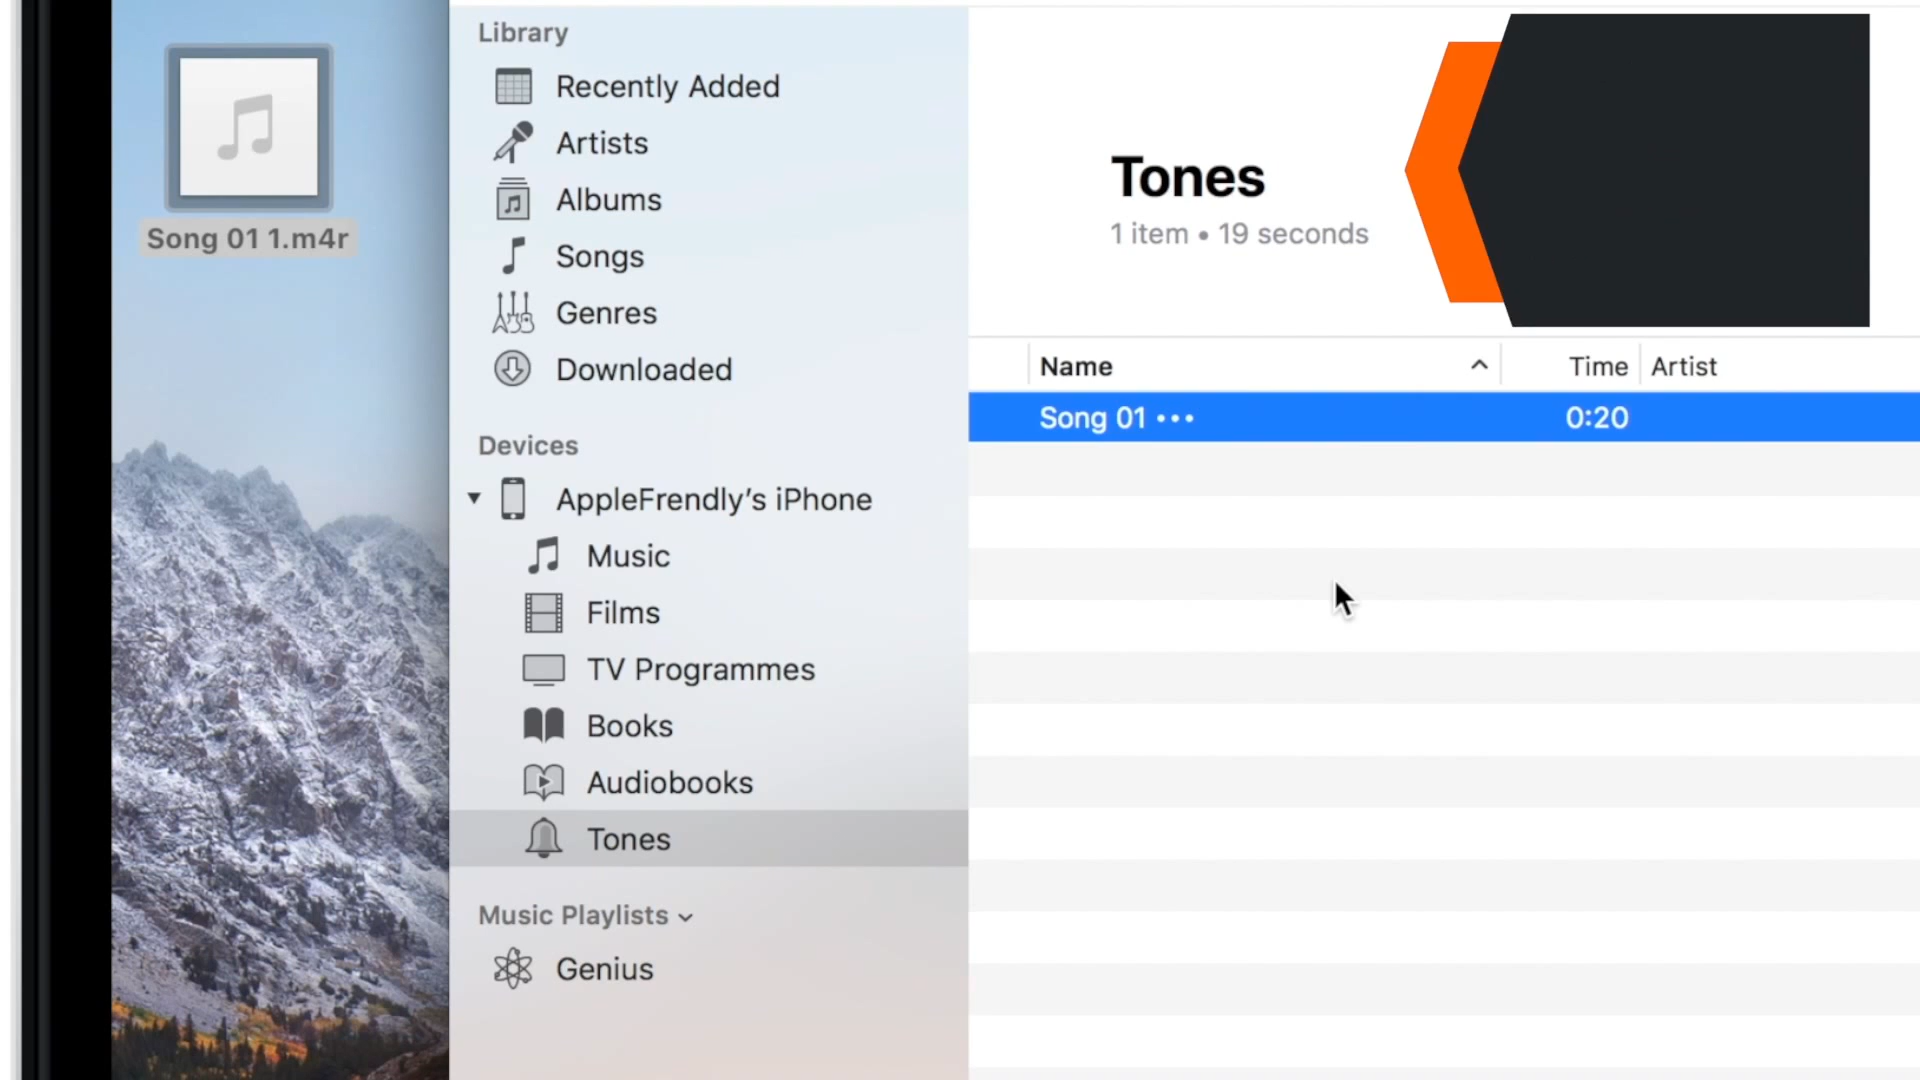 Song 01 1.m4r
Library
Recently Added
Artists
Albums
Songs
Genres
Downloaded
Devices
AppleFrendly's iPhone
Music
Films
TV Programmes
Books
Audiobooks
Tones
Music Playlists
Genius
Tones
1 item • 19 seconds
Name Time Artist
Song 01 ••• 0:20